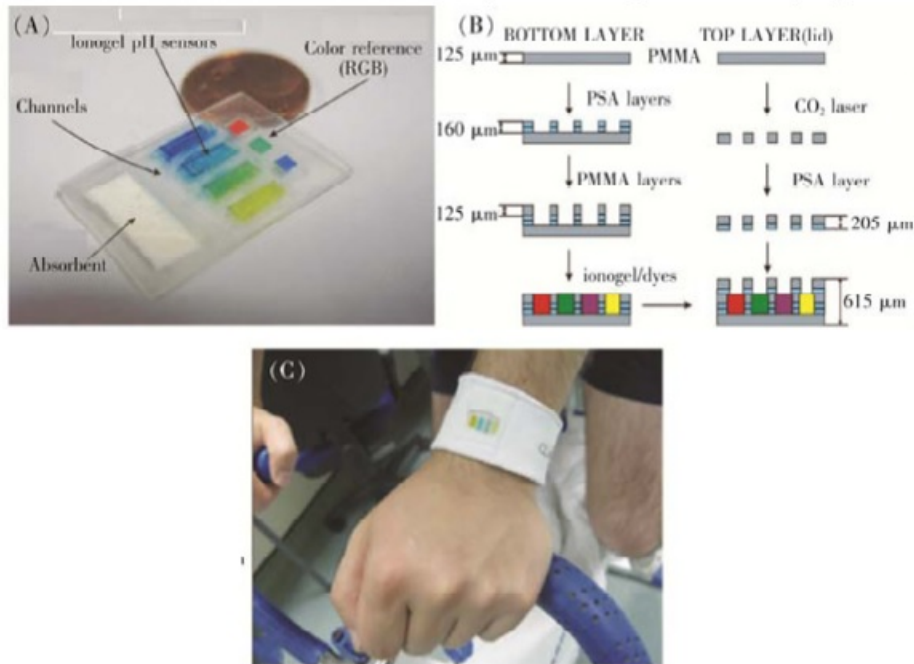 (A)
Ionogel pH sensors
Color reference
(RGB)
Channels
Absorbent
(B)
BOTTOM LAYER
TOP LAYER(lid)
125 μm
PMMA
PSA layers
CO₂ laser
160 μm
PMMA layers
PSA layer
125 μm
205 μm
ionogel/dyes
615 μm
(C)